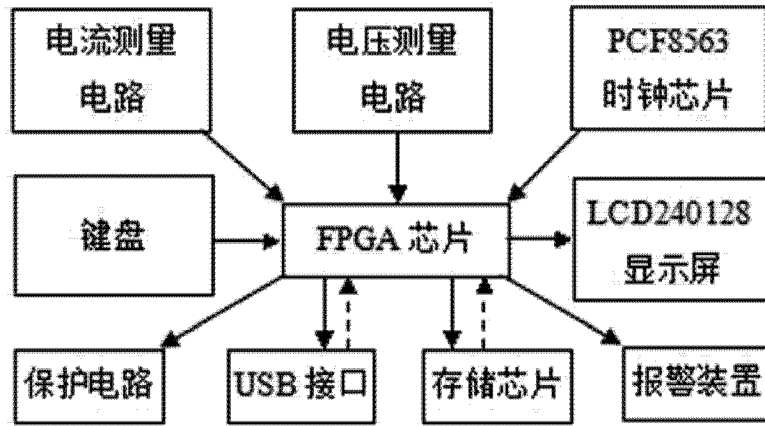 电流测量
电路
电压测量
电路
PCF8563
时钟芯片
键盘
FPGA 芯片
LCD240128
显示屏
保护电路
USB 接口
存储芯片
报警装置